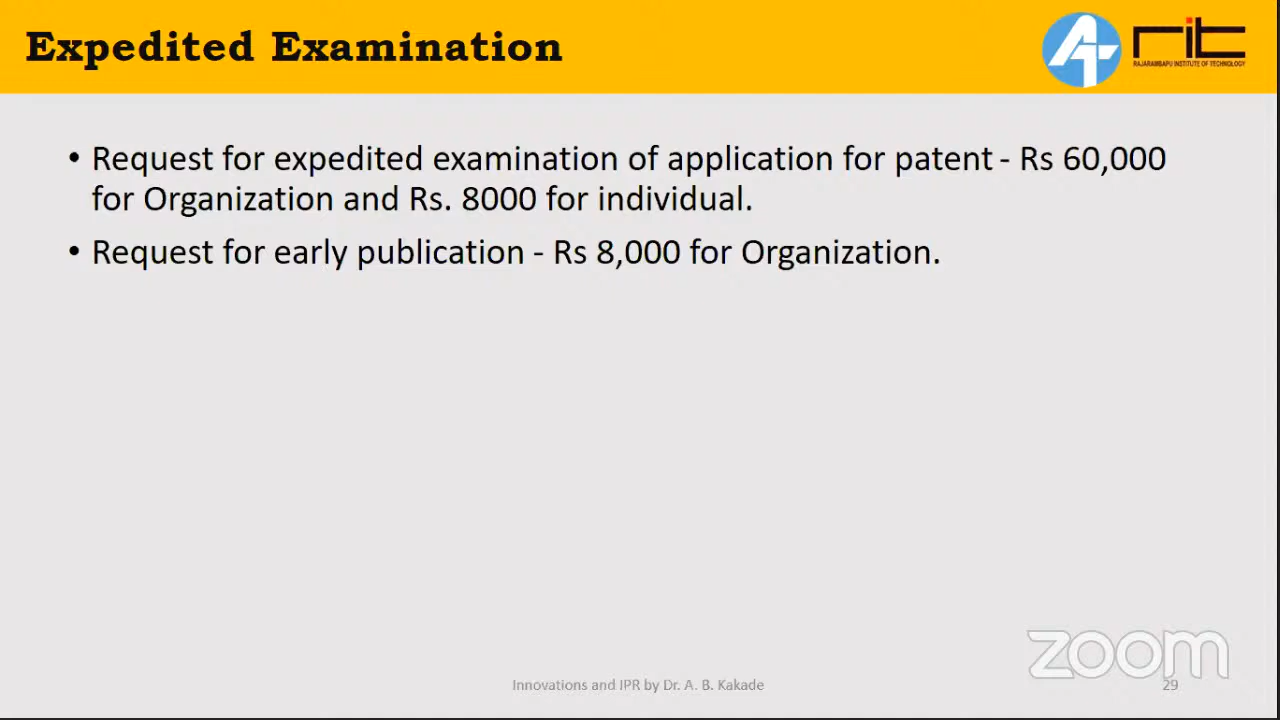 Expedited Examination
rit
RAJARAMBAPU INSTITUTE OF TECHNOLOGY
• Request for expedited examination of application for patent - Rs 60,000
for Organization and Rs. 8000 for individual.
• Request for early publication - Rs 8,000 for Organization.
zoom
Innovations and IPR by Dr. A. B. Kakade
29